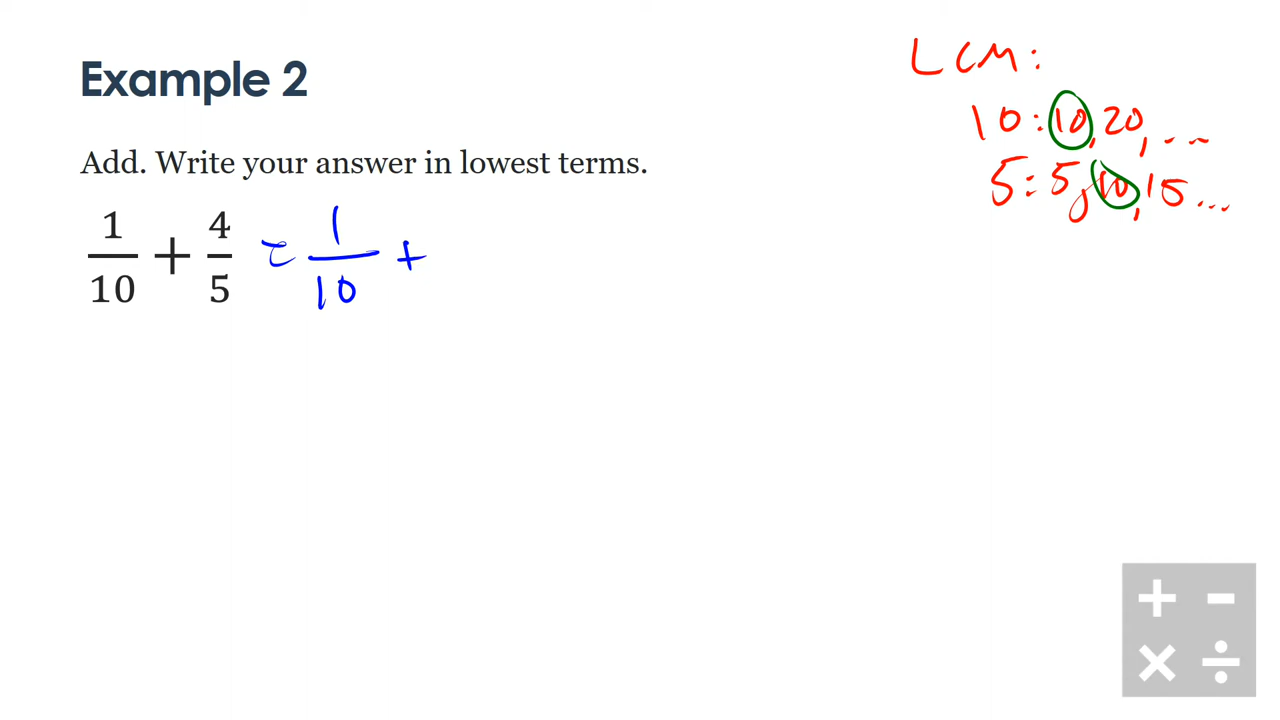 Example 2
Add. Write your answer in lowest terms.
1/10 + 4/5 = 1/10 +
LCM:
10: 10, 20, ...
5: 5, 10, 15...
+ -
× ÷